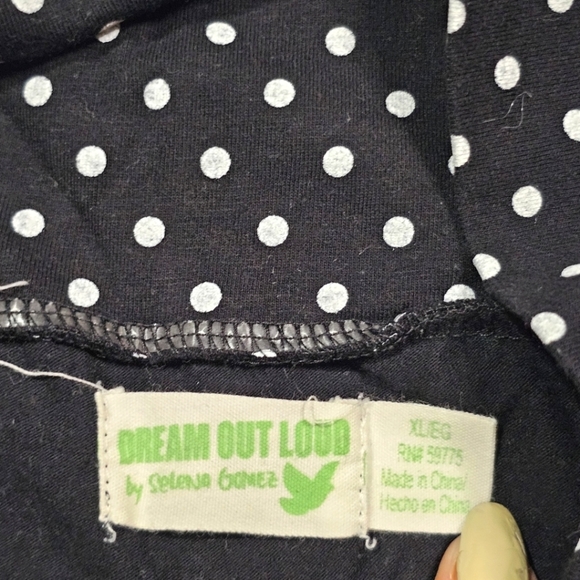 DREAM OUT LOUD
by Selena Gomez
XL/EG
RN# 59775
Made in China/
Hecho en China